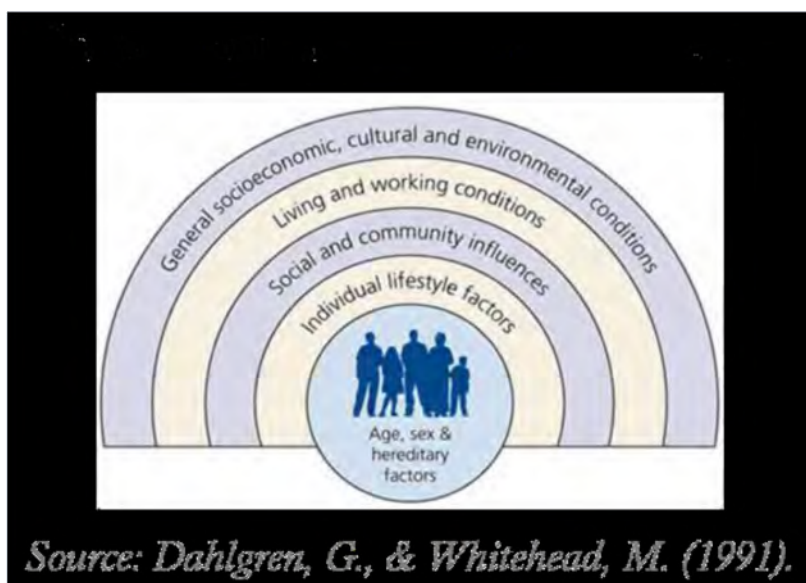 General socioeconomic, cultural and environmental conditions
Living and working conditions
Social and community influences
Individual lifestyle factors
Age, sex &
hereditary
factors
Source: Dahlgren, G., & Whitehead, M. (1991).